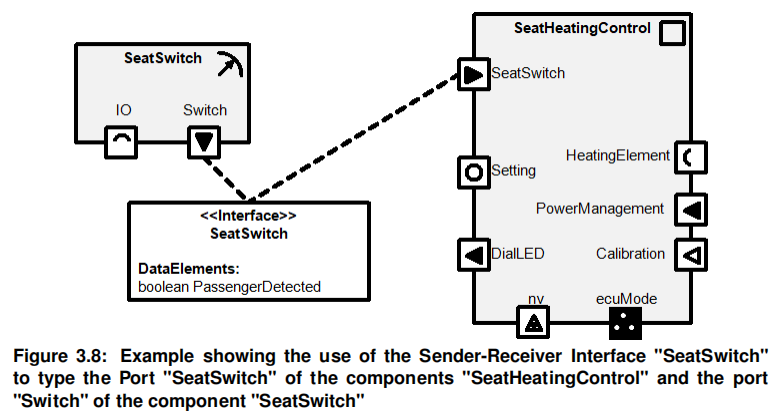 SeatSwitch
IO
Switch
<<Interface>>
SeatSwitch
DataElements:
boolean PassengerDetected
SeatHeatingControl
SeatSwitch
HeatingElement
Setting
PowerManagement
DialLED
Calibration
nv
ecuMode
Figure 3.8: Example showing the use of the Sender-Receiver Interface "SeatSwitch"
to type the Port "SeatSwitch" of the components "SeatHeatingControl" and the port
"Switch" of the component "SeatSwitch"